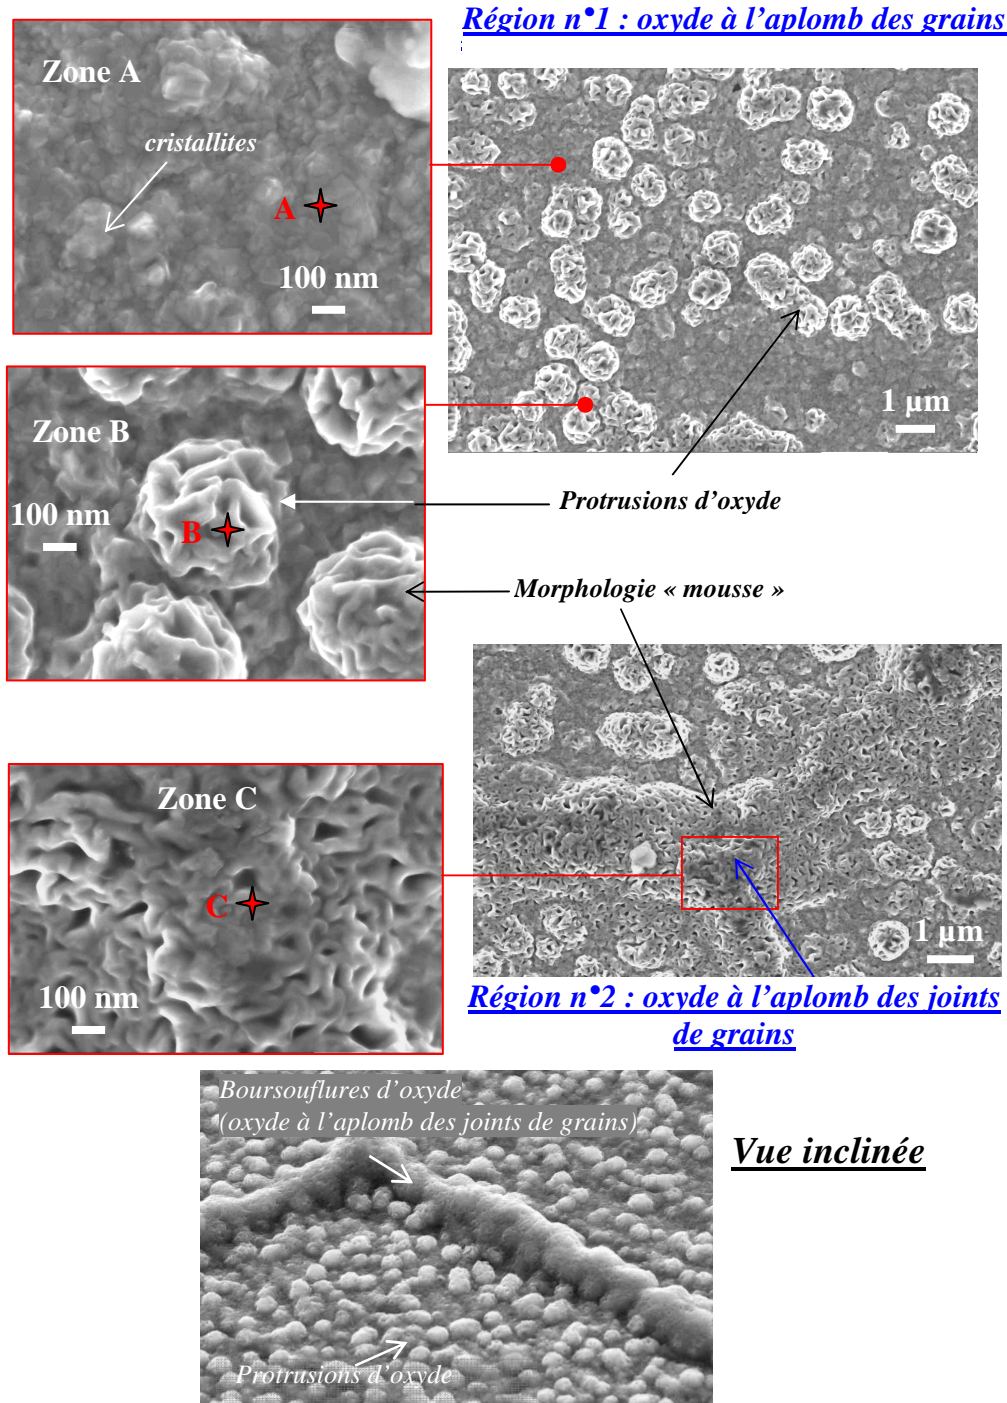 Région n°1 : oxyde à l'aplomb des grains
Zone A
cristallites
A
100 nm
1 µm
Zone B
100 nm
B
Protrusions d'oxyde
Morphologie « mousse »
Zone C
C
100 nm
1 µm
Région n°2 : oxyde à l'aplomb des joints
de grains
Boursouflures d'oxyde
(oxyde à l'aplomb des joints de grains)
Vue inclinée
Protrusions d'oxyde